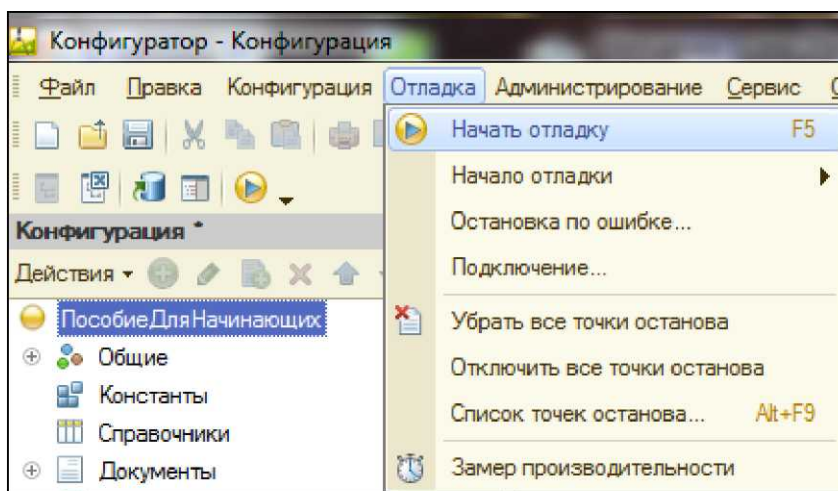 Конфигуратор - Конфигурация
Файл Правка Конфигурация Отладка Администрирование Сервис
Начать отладку F5
Начало отладки
Остановка по ошибке...
Конфигурация *
Действия
Подключение...
ПособиеДляНачинающих
Убрать все точки останова
Общие
Отключить все точки останова
Константы
Список точек останова... Alt+F9
Справочники
Документы
Замер производительности